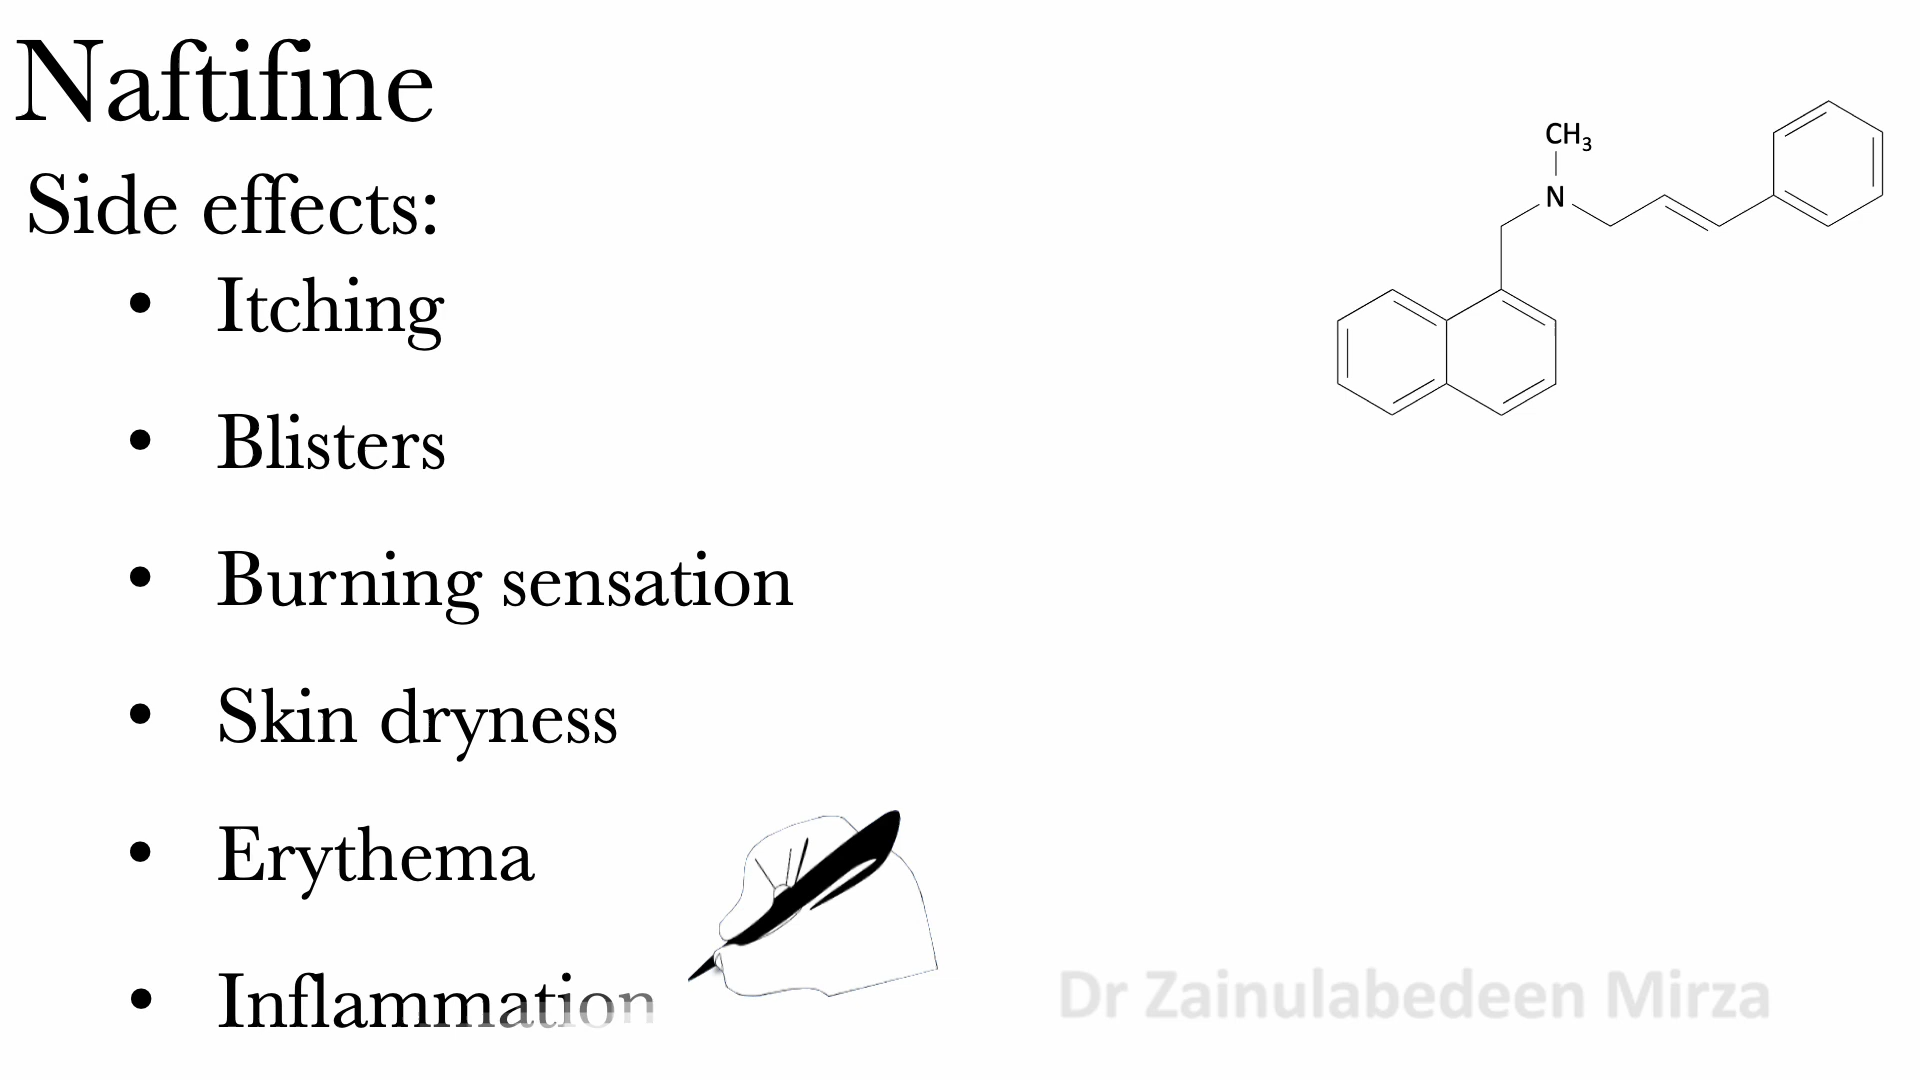 Naftifine
Side effects:
• Itching
• Blisters
• Burning sensation
• Skin dryness
• Erythema
• Inflammation
CH3
N
Dr Zainulabedeen Mirza